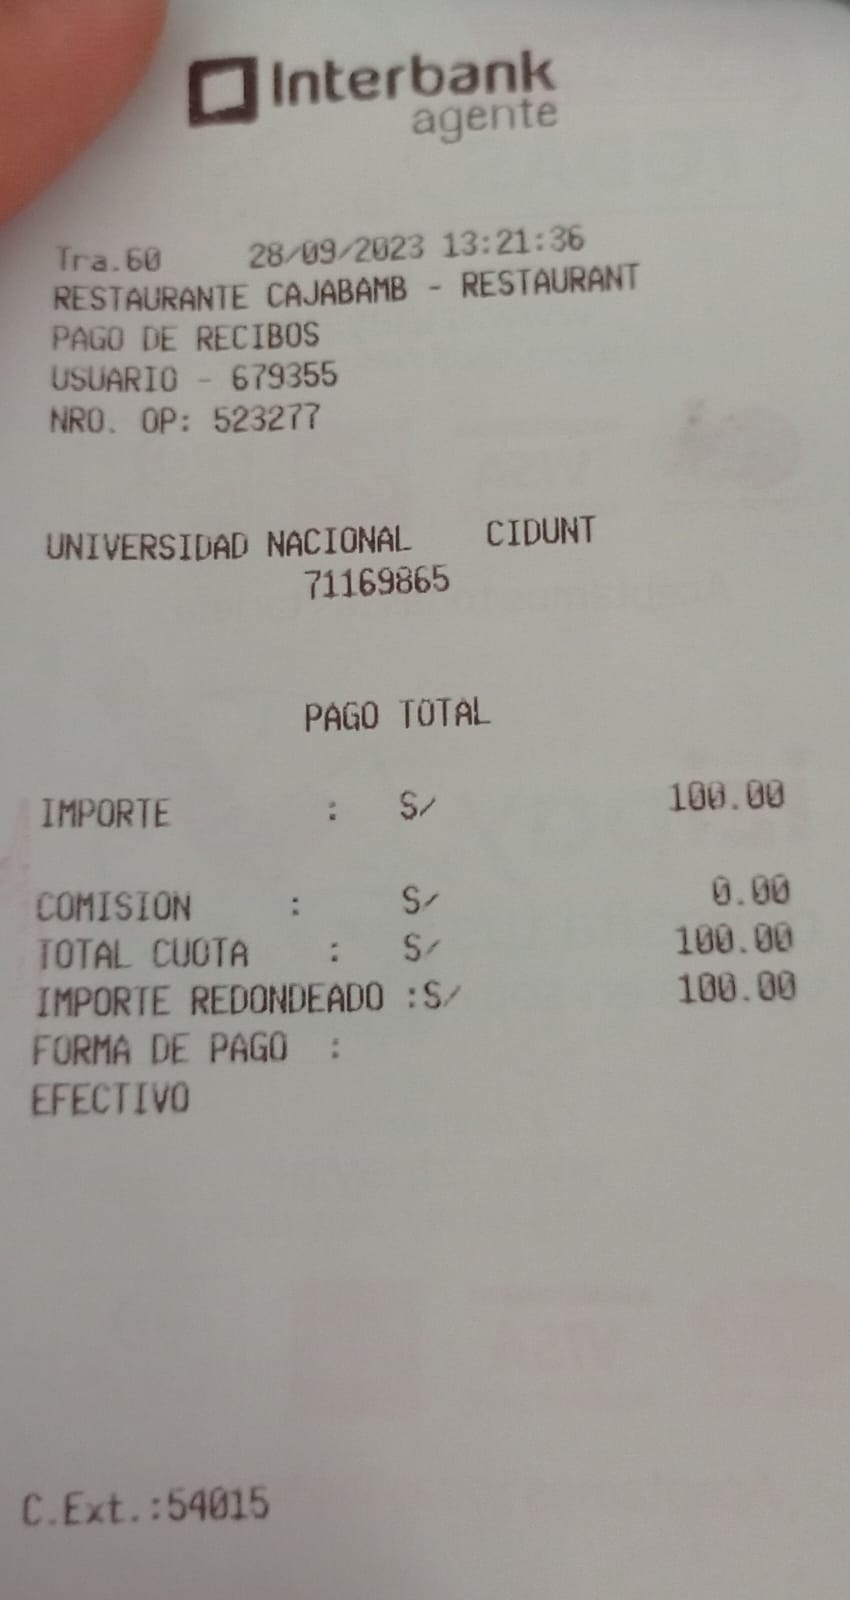 Interbank
agente
Tra.60 28/09/2023 13:21:36
RESTAURANTE CAJABAMB - RESTAURANT
PAGO DE RECIBOS
USUARIO - 679355
NRO. OP: 523277
UNIVERSIDAD NACIONAL CIDUNT
71169865
PAGO TOTAL
IMPORTE : S/ 100.00
COMISION : S/ 0.00
TOTAL CUOTA : S/ 100.00
IMPORTE REDONDEADO :S/ 100.00
FORMA DE PAGO :
EFECTIVO
C.Ext.:54015